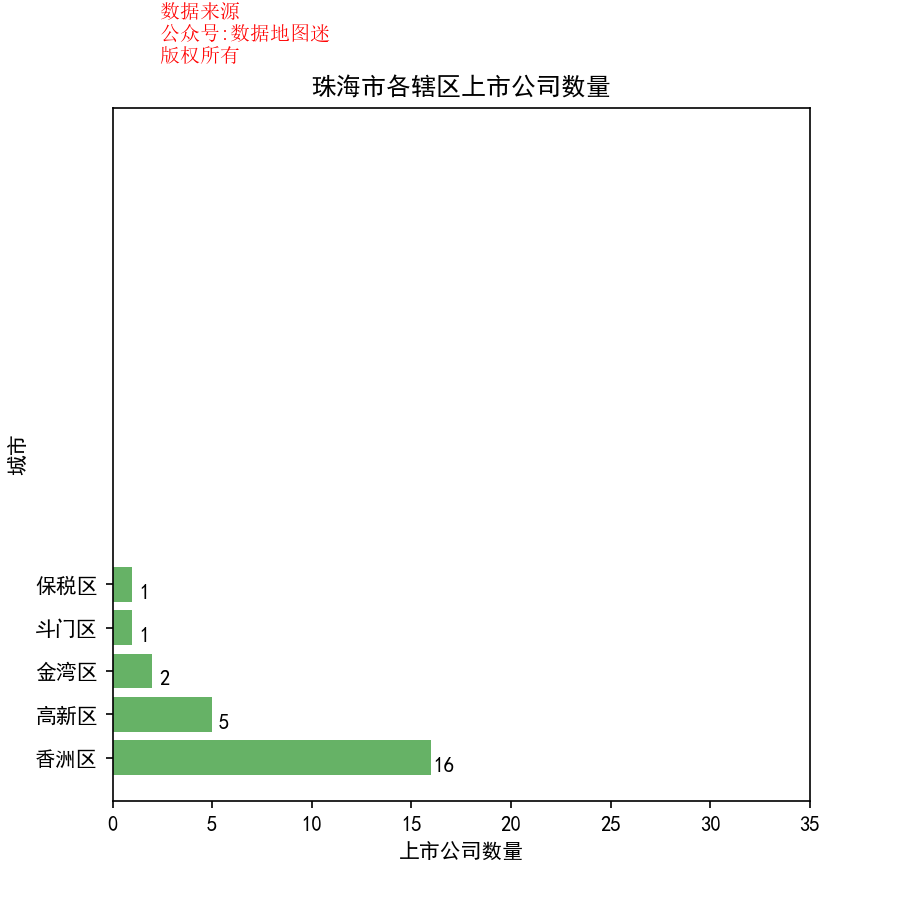 数据来源
公众号:数据地图迷
版权所有
珠海市各辖区上市公司数量
城市
保税区 1
斗门区 1
金湾区 2
高新区 5
香洲区 16
0 5 10 15 20 25 30 35
上市公司数量